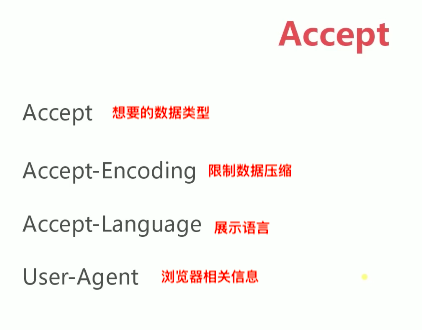 Accept
Accept 想要的数据类型
Accept-Encoding 限制数据压缩
Accept-Language 展示语言
User-Agent 浏览器相关信息